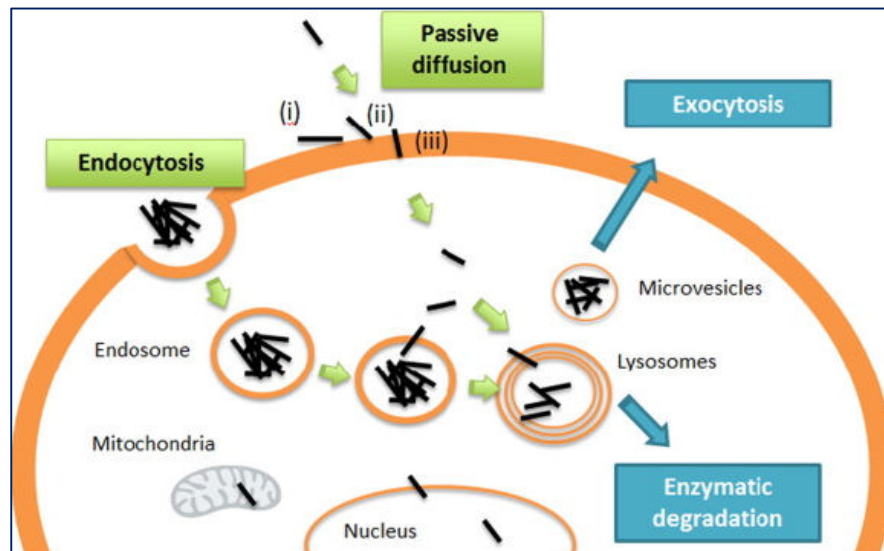 Passive
diffusion
Exocytosis
(i)
(ii)
(iii)
Endocytosis
Microvesicles
Endosome
Lysosomes
Mitochondria
Enzymatic
degradation
Nucleus